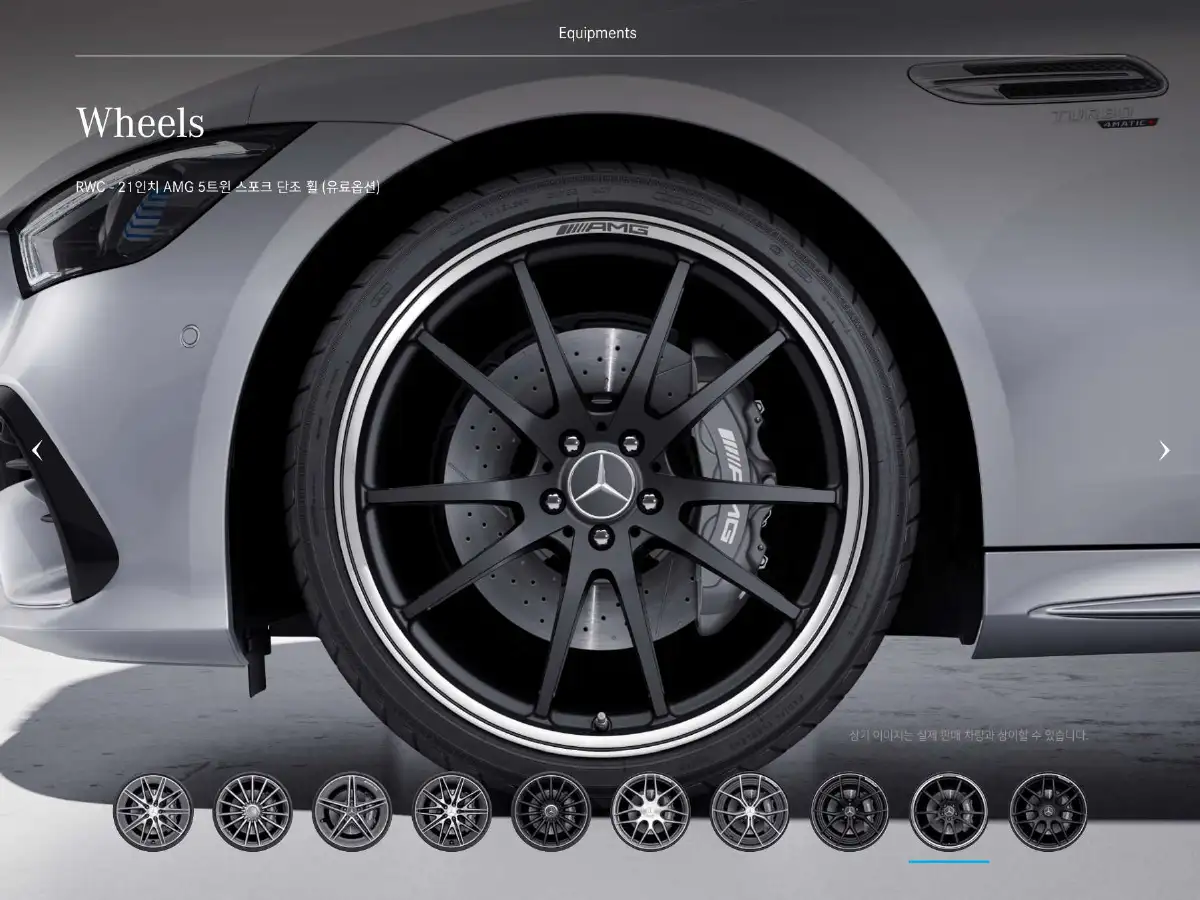 Equipments
Wheels
TURBO
4MATIC+
RWC - 21인치 AMG 5트윈 스포크 단조 휠 (유료옵션)
AMG
AMG
상기 이미지는 실제 판매 차량과 상이할 수 있습니다.